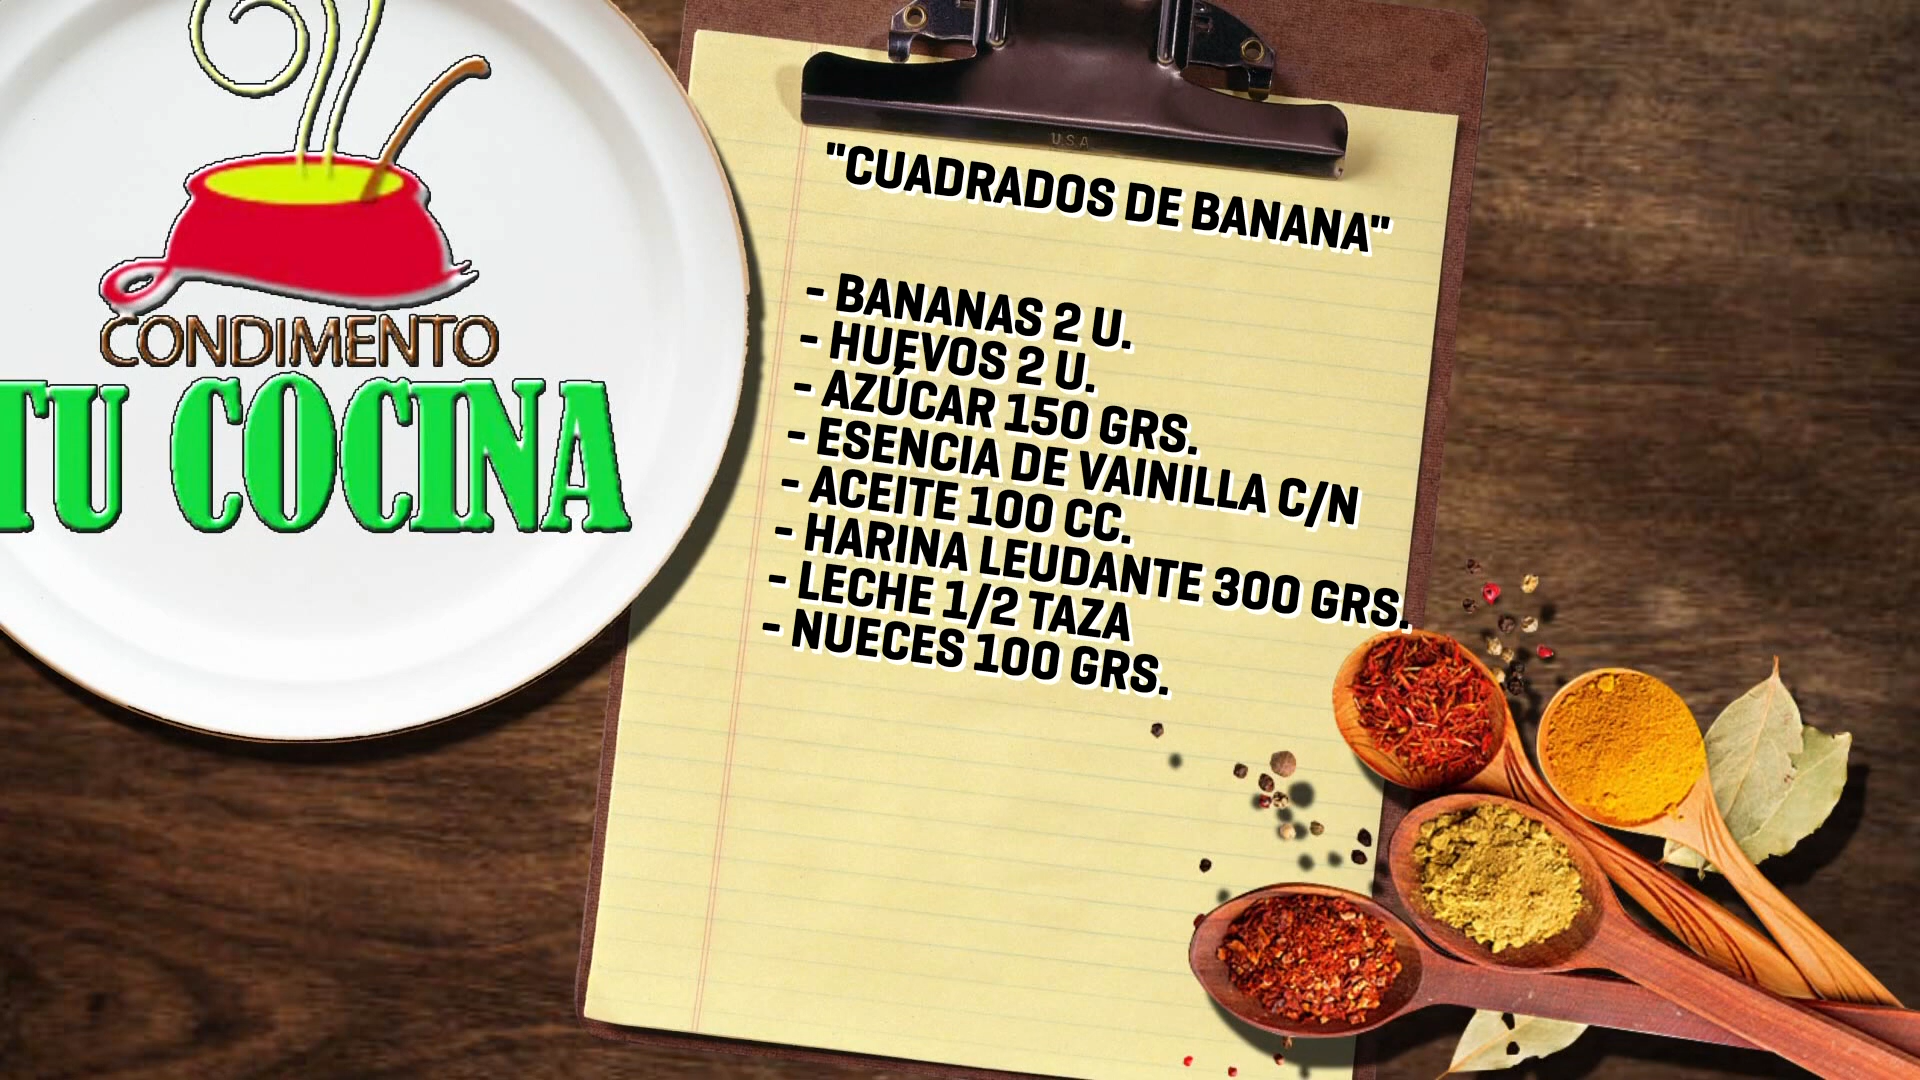 CONDIMENTO
TU COCINA
U.S.A.
"CUADRADOS DE BANANA"
- BANANAS 2 U.
- HUEVOS 2 U.
- AZÚCAR 150 GRS.
- ESENCIA DE VAINILLA C/N
- ACEITE 100 CC.
- HARINA LEUDANTE 300 GRS.
- LECHE 1/2 TAZA
- NUECES 100 GRS.